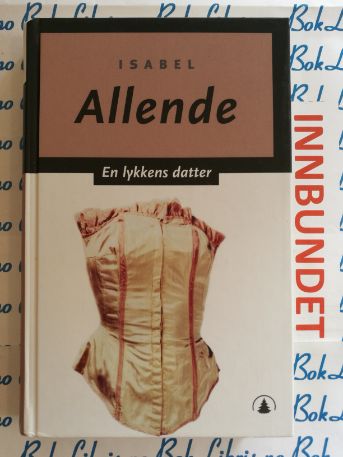 ISABEL
Allende
En lykkens datter
INNBUNDET